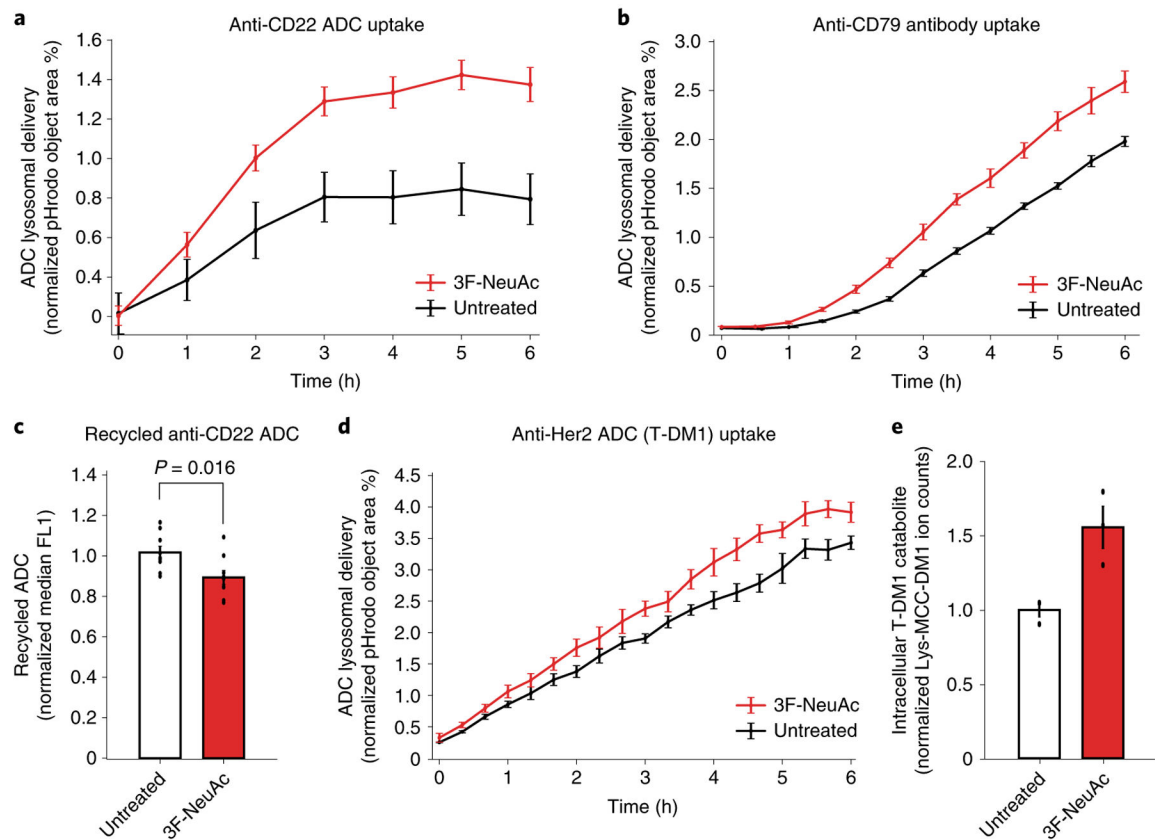 a
Anti-CD22 ADC uptake
ADC lysosomal delivery
(normalized pHrodo object area %)
1.6
1.4
1.2
1.0
0.8
0.6
0.4
0
3F-NeuAc
Untreated
0 1 2 3 4 5 6
Time (h)
b
Anti-CD79 antibody uptake
ADC lysosomal delivery
(normalized pHrodo object area %)
3.0
2.5
2.0
1.5
1.0
0.5
0
3F-NeuAc
Untreated
0 1 2 3 4 5 6
Time (h)
c
Recycled anti-CD22 ADC
Recycled ADC
(normalized median FL1)
1.4
1.2
1.0
0.8
0.6
0.4
0.2
0
P = 0.016
Untreated
3F-NeuAc
d
Anti-Her2 ADC (T-DM1) uptake
ADC lysosomal delivery
(normalized pHrodo object area %)
4.5
4.0
3.5
3.0
2.5
2.0
1.5
1.0
0.5
0
3F-NeuAc
Untreated
0 1 2 3 4 5 6
Time (h)
e
Intracellular T-DM1 catabolite
(normalized Lys-MCC-DM1 ion counts)
2.0
1.5
1.0
0.5
0
Untreated
3F-NeuAc